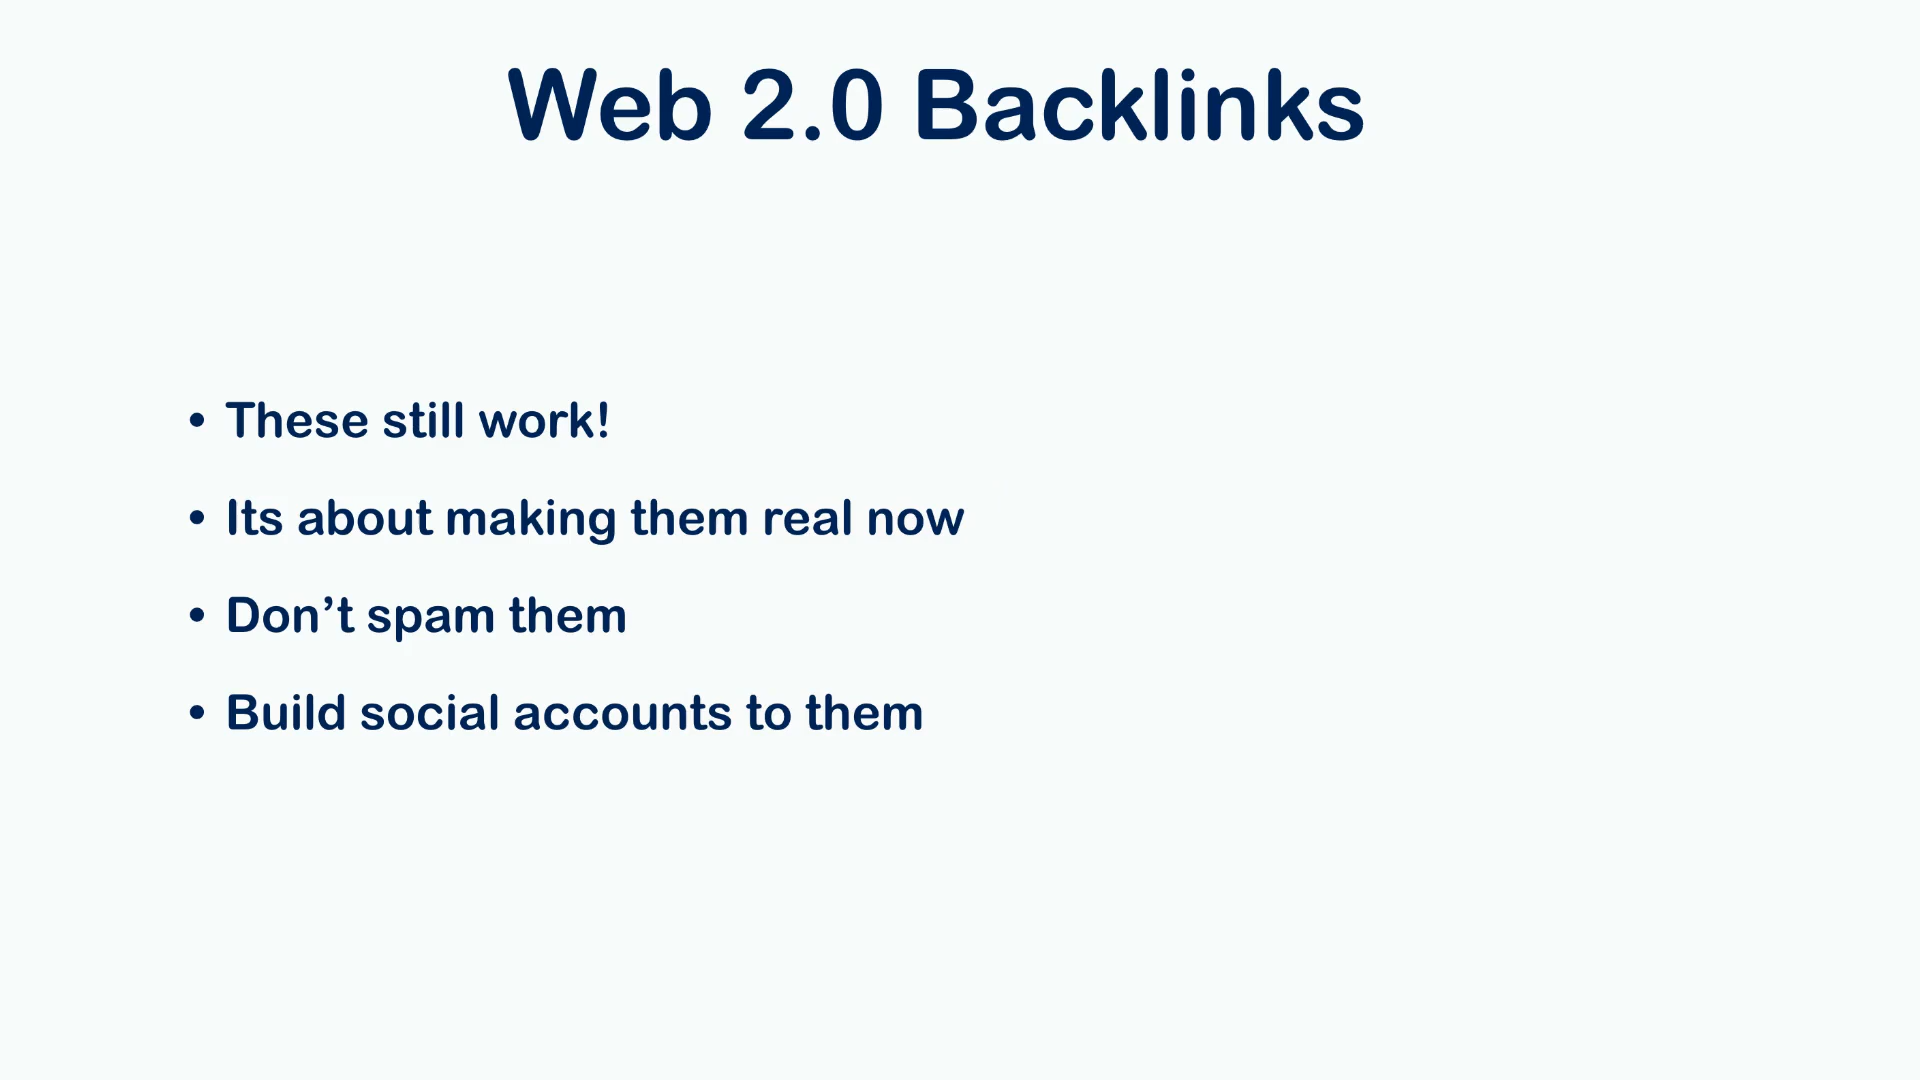 Web 2.0 Backlinks
• These still work!
• Its about making them real now
• Don’t spam them
• Build social accounts to them